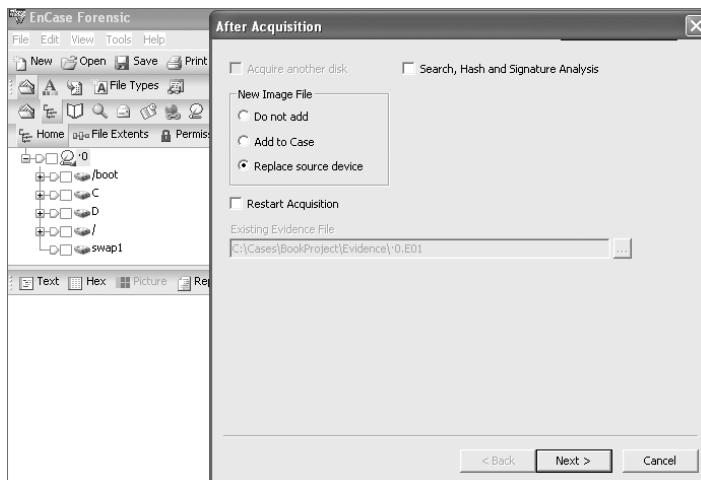 EnCase Forensic
File Edit View Tools Help
New Open Save Print
File Types
Home File Extents Permis
·0
/boot
C
D
/
swap1
Text Hex Picture Rep
After Acquisition
Acquire another disk Search, Hash and Signature Analysis
New Image File
Do not add
Add to Case
Replace source device
Restart Acquisition
Existing Evidence File
C:\Cases\BookProject\Evidence\·0.E01
...
< Back Next > Cancel